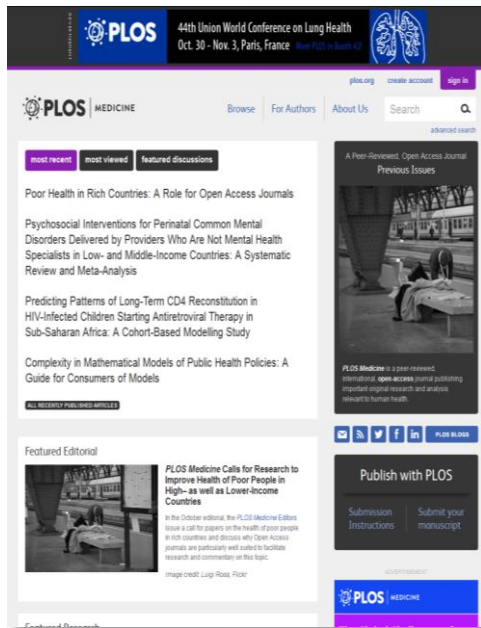 PLOS
44th Union World Conference on Lung Health
Oct. 30 - Nov. 3, Paris, France Meet PLOS in Booth 42!
plos.org create account sign in
PLOS MEDICINE
Browse For Authors About Us Search
advanced search
most recent most viewed featured discussions
Poor Health in Rich Countries: A Role for Open Access Journals
Psychosocial Interventions for Perinatal Common Mental
Disorders Delivered by Providers Who Are Not Mental Health
Specialists in Low- and Middle-Income Countries: A Systematic
Review and Meta-Analysis
Predicting Patterns of Long-Term CD4 Reconstitution in
HIV-Infected Children Starting Antiretroviral Therapy in
Sub-Saharan Africa: A Cohort-Based Modelling Study
Complexity in Mathematical Models of Public Health Policies: A
Guide for Consumers of Models
ALL RECENTLY PUBLISHED ARTICLES
A Peer-Reviewed, Open Access Journal
Previous Issues
PLOS Medicine is a peer-reviewed,
international, open-access journal publishing
important original research and analysis
relevant to human health.
PLOS BLOGS
Featured Editorial
PLOS Medicine Calls for Research to
Improve Health of Poor People in
High– as well as Lower-Income
Countries
In the October editorial, the PLOS Medicine Editors
issue a call for papers on the health of poor people
in rich countries and discuss why Open Access
journals are particularly well suited to facilitate
research and commentary on this topic.
Image credit: Luigi Rosa, Flickr
Publish with PLOS
Submission
Instructions
Submit your
manuscript
ADVERTISEMENT
PLOS MEDICINE
Featured Research